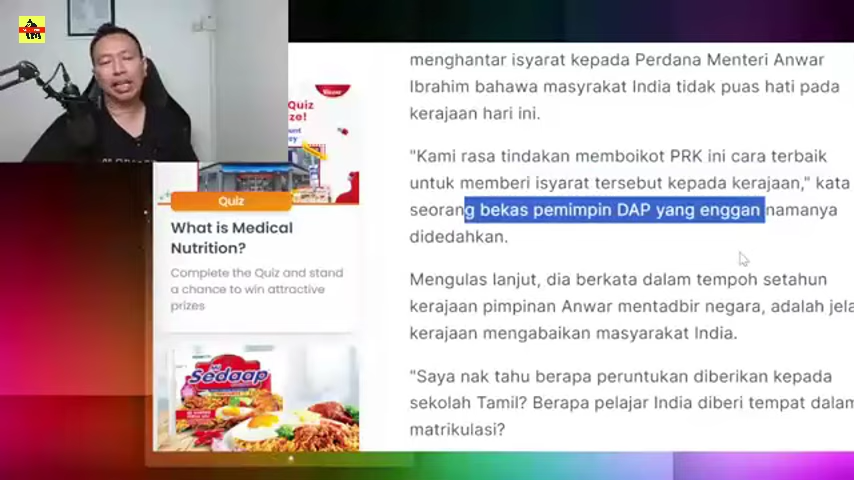 menghantar isyarat kepada Perdana Menteri Anwar
Ibrahim bahawa masyrakat India tidak puas hati pada
kerajaan hari ini.
"Kami rasa tindakan memboikot PRK ini cara terbaik
untuk memberi isyarat tersebut kepada kerajaan," kata
seorang bekas pemimpin DAP yang enggan namanya
didedahkan.
Mengulas lanjut, dia berkata dalam tempoh setahun
kerajaan pimpinan Anwar mentadbir negara, adalah
kerajaan mengabaikan masyarakat India.
"Saya nak tahu berapa peruntukan diberikan kepada
sekolah Tamil? Berapa pelajar India diberi tempat dalam
matrikulasi?
Quiz
Quiz
What is Medical
Nutrition?
Complete the Quiz and stand
a chance to win attractive
prizes
Sedaap